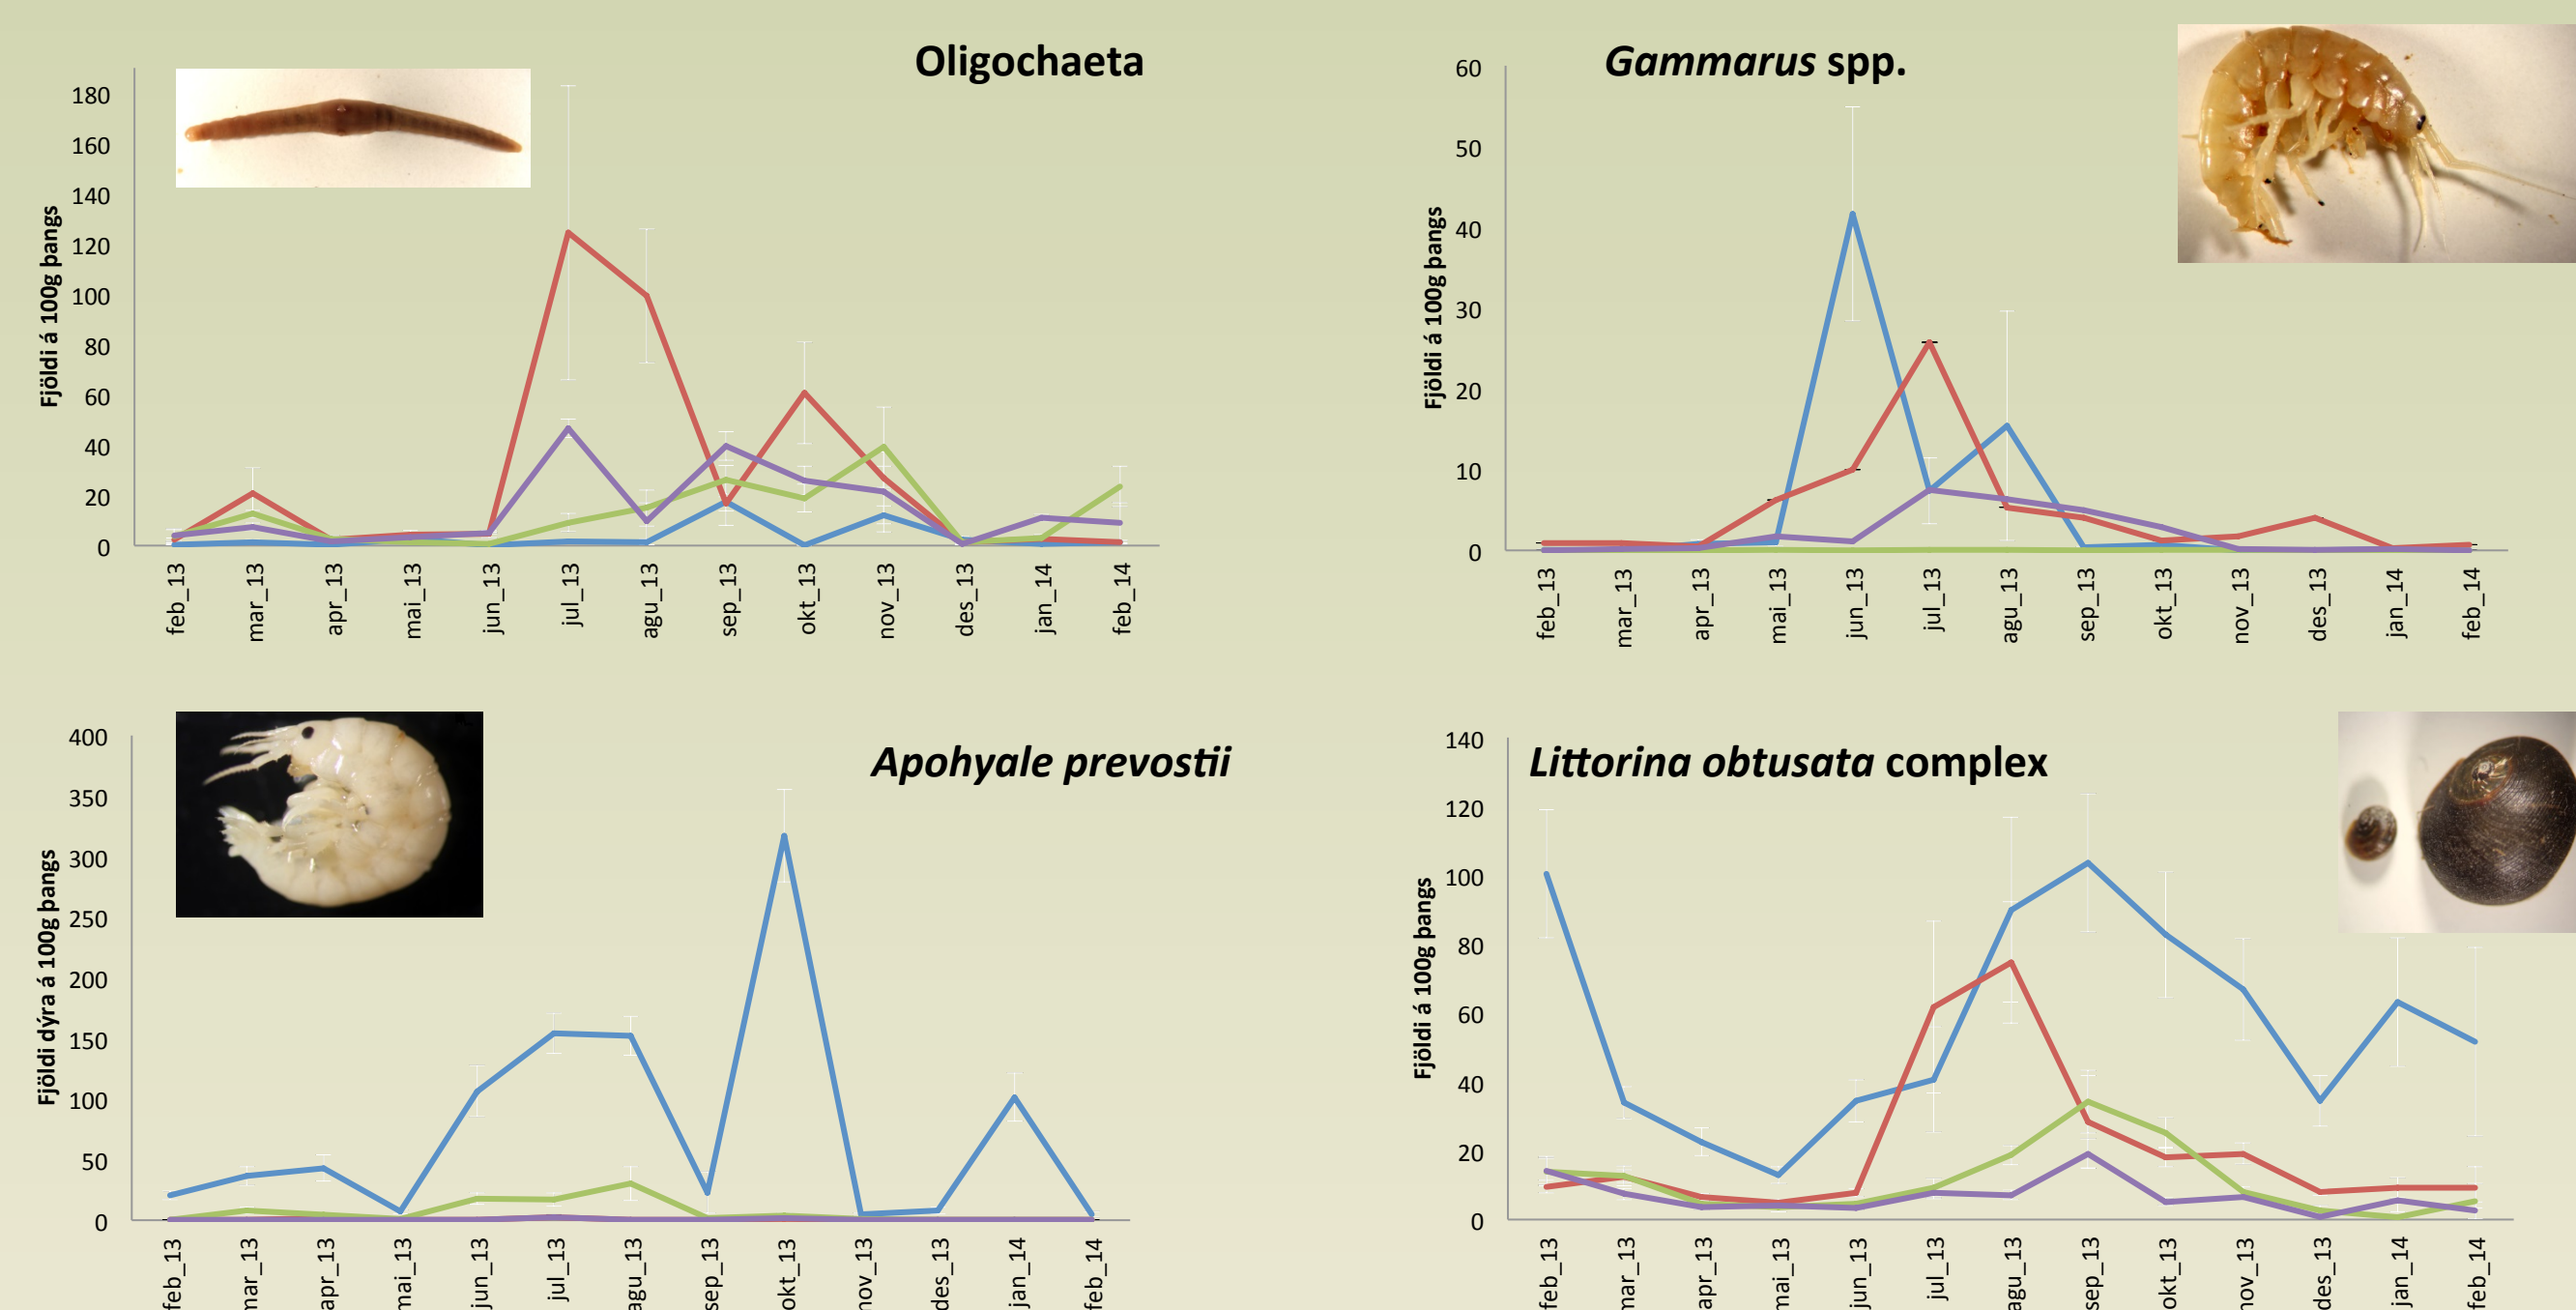 Oligochaeta
180
160
140
120
100
80
60
40
20
0
Fjöldi á 100g þangs
feb_13
mar_13
apr_13
mai_13
jun_13
jul_13
agu_13
sep_13
okt_13
nov_13
des_13
jan_14
feb_14
Gammarus spp.
60
50
40
30
20
10
0
Fjöldi á 100g þangs
feb_13
mar_13
apr_13
mai_13
jun_13
jul_13
agu_13
sep_13
okt_13
nov_13
des_13
jan_14
feb_14
Apohyale prevostii
400
350
300
250
200
150
100
50
0
Fjöldi dýra á 100g þangs
feb_13
mar_13
apr_13
mai_13
jun_13
jul_13
agu_13
sep_13
okt_13
nov_13
des_13
jan_14
feb_14
Littorina obtusata complex
140
120
100
80
60
40
20
0
Fjöldi á 100g þangs
feb_13
mar_13
apr_13
mai_13
jun_13
jul_13
agu_13
sep_13
okt_13
nov_13
des_13
jan_14
feb_14